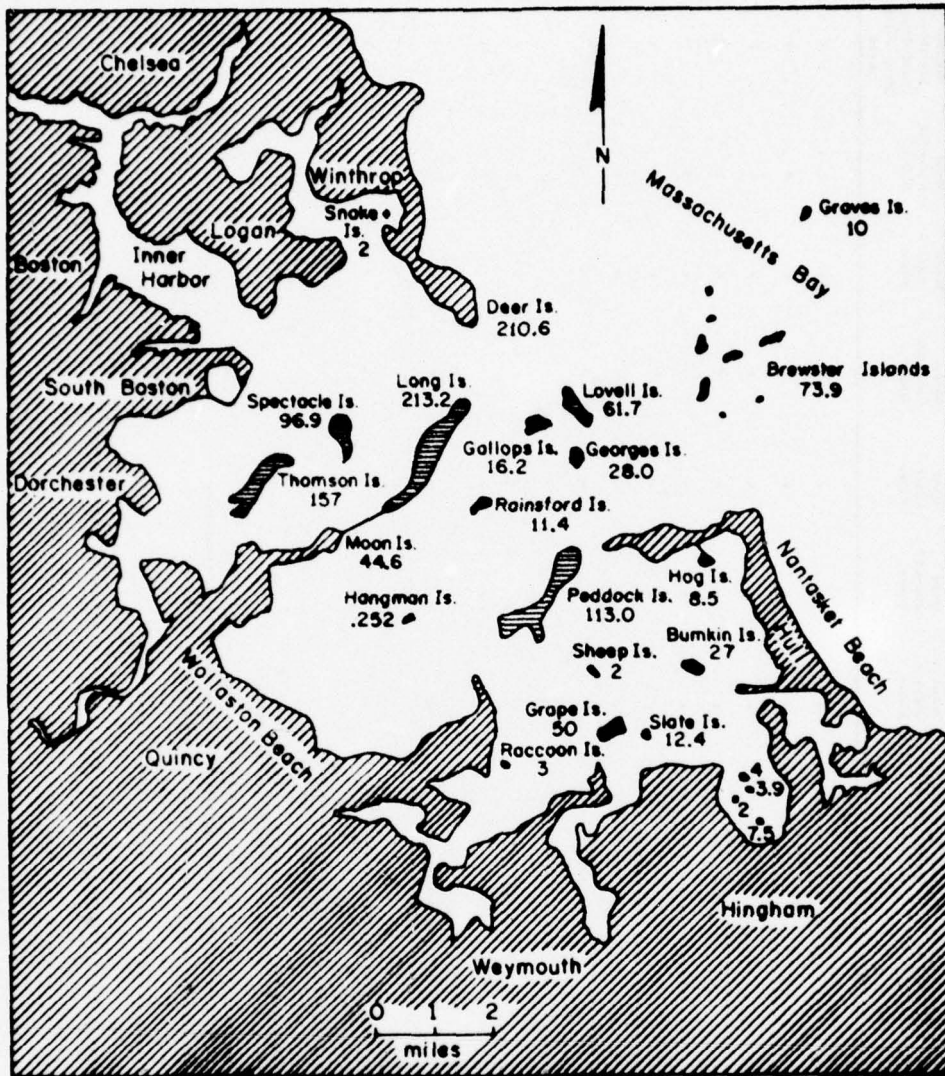 Chelsea
N
Winthrop
Massachusetts Bay
Graves Is.
10
Snake
Is.
2
Logan
Boston
Inner
Harbor
Deer Is.
210.6
South Boston
Long Is.
213.2
Lovell Is.
61.7
Brewster Islands
73.9
Spectacle Is.
96.9
Gallops Is.
16.2
Georges Is.
28.0
Dorchester
Thomson Is.
157
Rainsford Is.
11.4
Moon Is.
44.6
Nantasket Beach
Hog Is.
8.5
Hangman Is.
.252
Peddock Is.
113.0
Hull
Bumkin Is.
27
Sheep Is.
2
Wollaston Beach
Grape Is.
50
Slate Is.
12.4
Quincy
Raccoon Is.
3
4
3.9
2
7.5
Hingham
Weymouth
0 1 2
miles